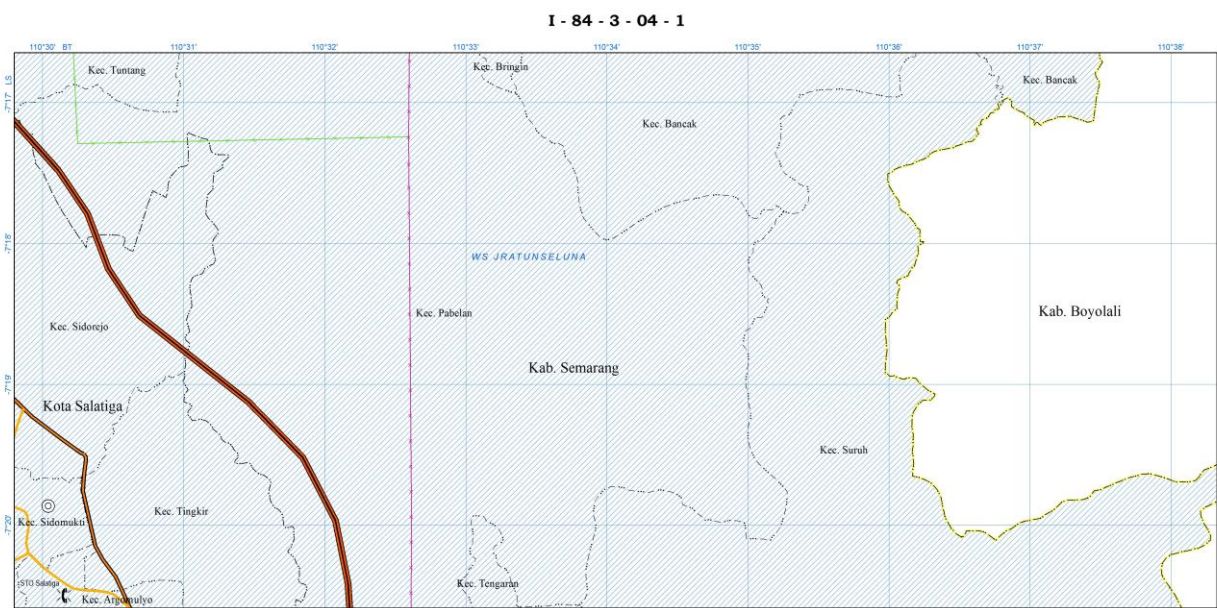 I - 84 - 3 - 04 - 1
110°30' BT
110°31'
110°32'
110°33'
110°34'
110°35'
110°36'
110°37'
110°38'
-7°17' LS
-7°18'
-7°19'
-7°20'
Kec. Tuntang
Kec. Bringin
Kec. Bancak
Kec. Bancak
WS JRATUNSELUNA
Kec. Sidorejo
Kec. Pabelan
Kab. Boyolali
Kab. Semarang
Kota Salatiga
Kec. Suruh
Kec. Tingkir
Kec. Sidomukti
STO Salatiga
Kec. Tengaran
Kec. Argomulyo